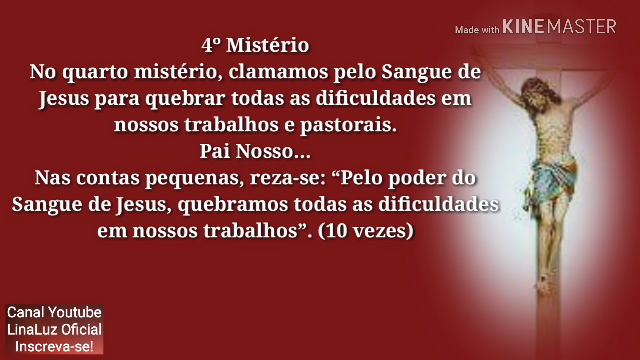 Made with KINEMASTER
4º Mistério
No quarto mistério, clamamos pelo Sangue de
Jesus para quebrar todas as dificuldades em
nossos trabalhos e pastorais.
Pai Nosso...
Nas contas pequenas, reza-se: “Pelo poder do
Sangue de Jesus, quebramos todas as dificuldades
em nossos trabalhos”. (10 vezes)
Canal Youtube
LinaLuz Oficial
Inscreva-se!